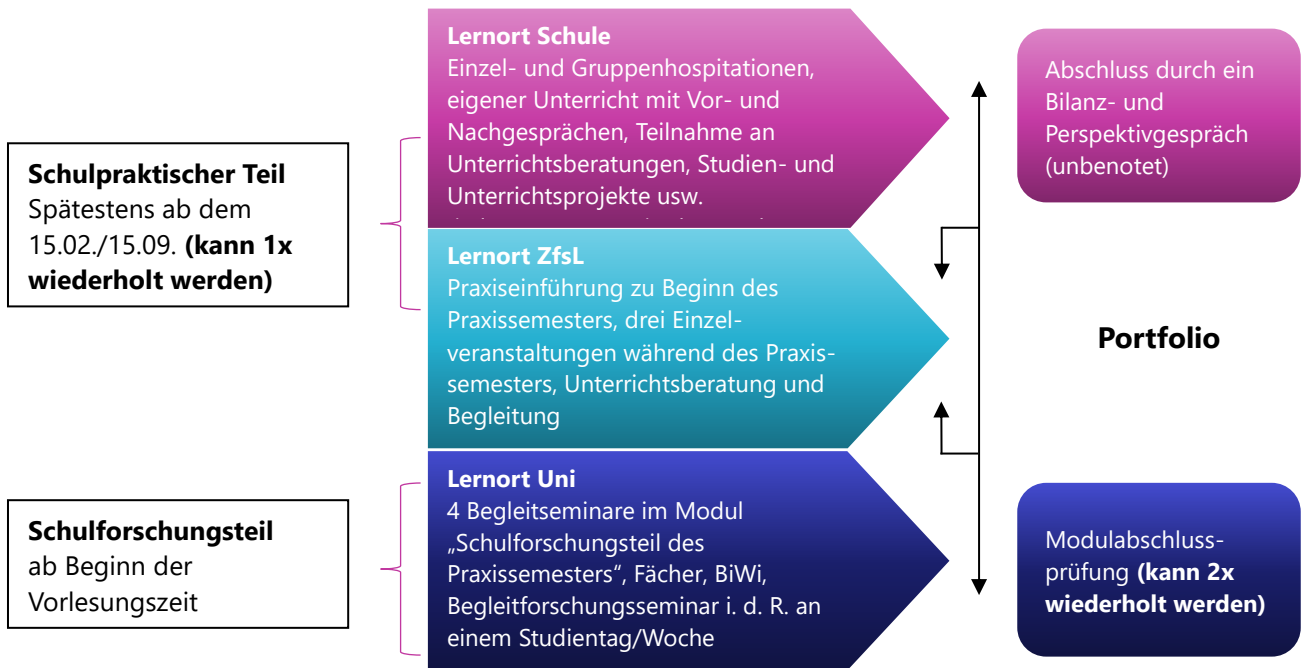 Schulpraktischer Teil
Spätestens ab dem
15.02./15.09. (kann 1x
wiederholt werden)
Schulforschungsteil
ab Beginn der
Vorlesungszeit
Lernort Schule
Einzel- und Gruppenhospitationen,
eigener Unterricht mit Vor- und
Nachgesprächen, Teilnahme an
Unterrichtsberatungen, Studien- und
Unterrichtsprojekte usw.
Lernort ZfsL
Praxiseinführung zu Beginn des
Praxissemesters, drei Einzel-
veranstaltungen während des Praxis-
semesters, Unterrichtsberatung und
Begleitung
Lernort Uni
4 Begleitseminare im Modul
„Schulforschungsteil des
Praxissemesters“, Fächer, BiWi,
Begleitforschungsseminar i. d. R. an
einem Studientag/Woche
Abschluss durch ein
Bilanz- und
Perspektivgespräch
(unbenotet)
Portfolio
Modulabschluss-
prüfung (kann 2x
wiederholt werden)